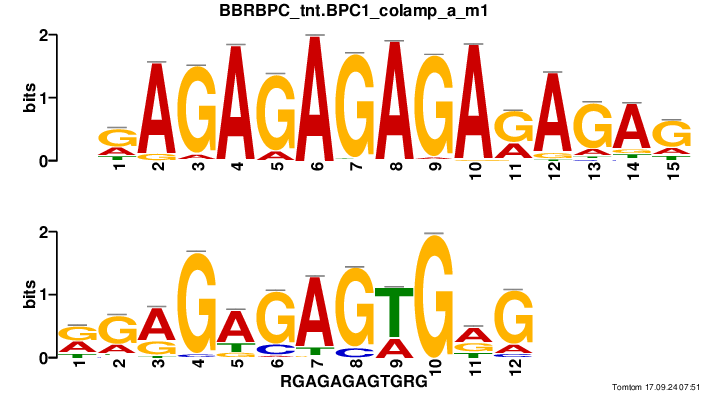 BBRBPC_tnt.BPC1_colamp_a_m1
bits
2
1
0
GAGAGAGAGAGAGAG
1 2 3 4 5 6 7 8 9 10 11 12 13 14 15
bits
2
1
0
GGAGAGAGTGAG
1 2 3 4 5 6 7 8 9 10 11 12
RGAGAGAGTGRG
Tomtom 17.09.24 07:51